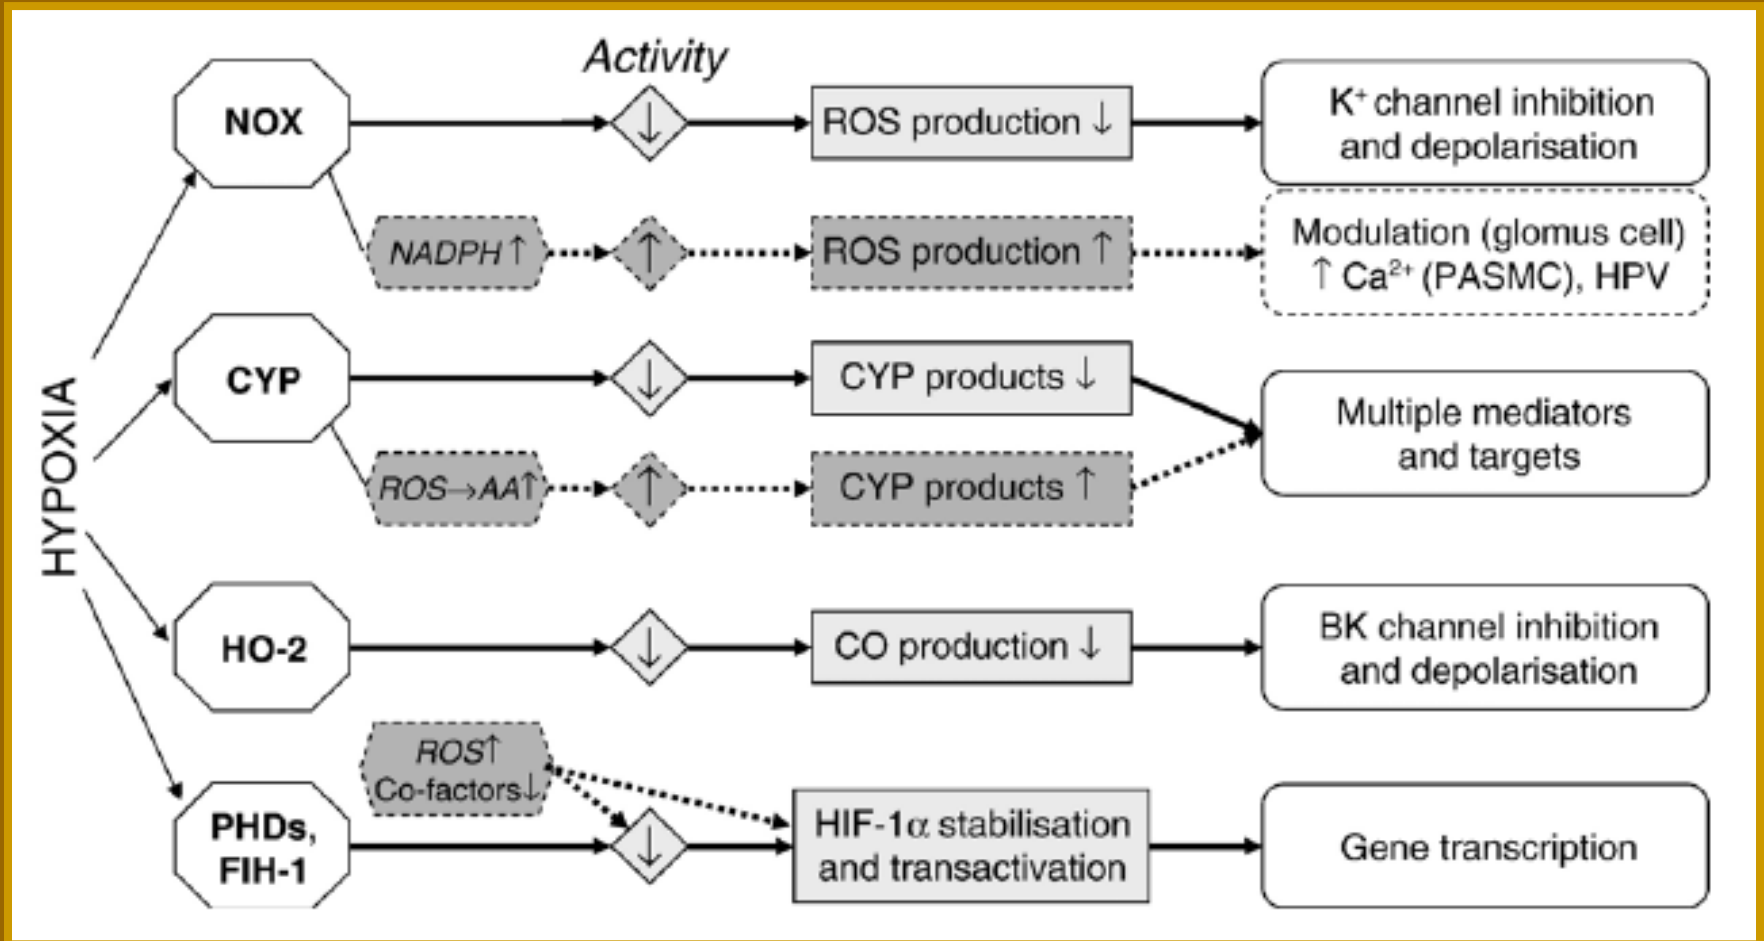 Activity
HYPOXIA
NOX
↓
ROS production ↓
K⁺ channel inhibition
and depolarisation
NADPH ↑
↑
ROS production ↑
Modulation (glomus cell)
↑ Ca²⁺ (PASMC), HPV
CYP
↓
CYP products ↓
Multiple mediators
and targets
ROS→AA↑
↑
CYP products ↑
HO-2
↓
CO production ↓
BK channel inhibition
and depolarisation
ROS↑
Co-factors↓
PHDs,
FIH-1
↓
HIF-1α stabilisation
and transactivation
Gene transcription